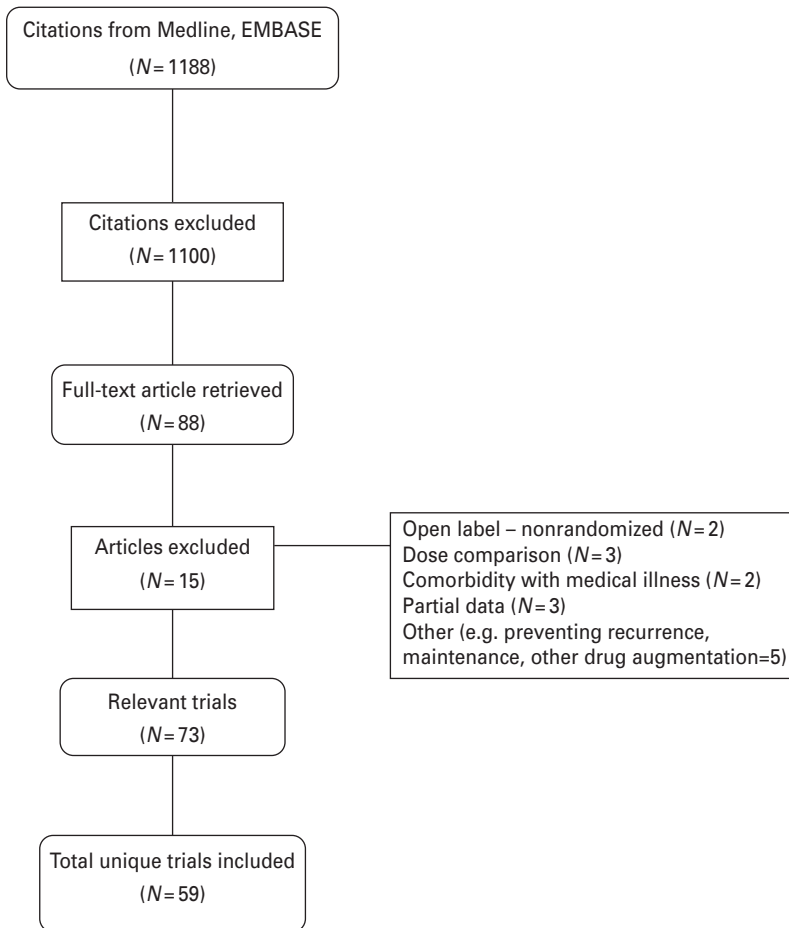 Citations from Medline, EMBASE
(N=1188)
Citations excluded
(N=1100)
Full-text article retrieved
(N=88)
Articles excluded
(N=15)
Open label – nonrandomized (N=2)
Dose comparison (N=3)
Comorbidity with medical illness (N=2)
Partial data (N=3)
Other (e.g. preventing recurrence,
maintenance, other drug augmentation=5)
Relevant trials
(N=73)
Total unique trials included
(N=59)